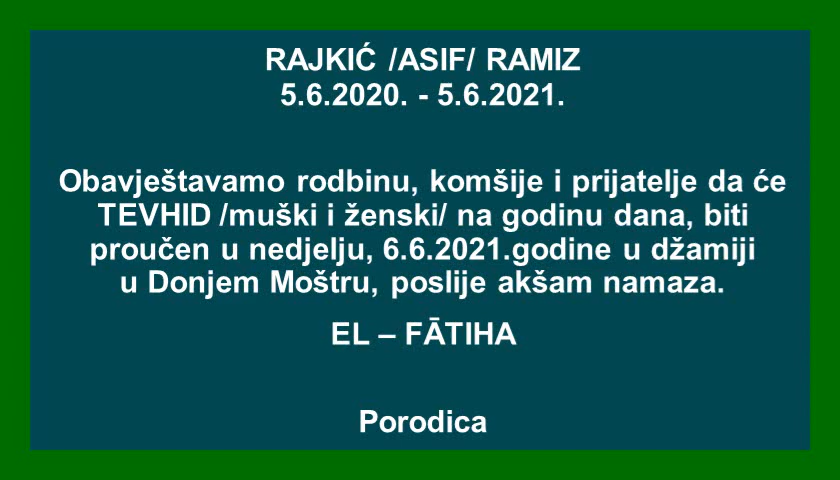 RAJKIĆ /ASIF/ RAMIZ
5.6.2020. - 5.6.2021.
Obavještavamo rodbinu, komšije i prijatelje da će
TEVHID /muški i ženski/ na godinu dana, biti
proučen u nedjelju, 6.6.2021.godine u džamiji
u Donjem Moštru, poslije akšam namaza.
EL – FĀTIHA
Porodica